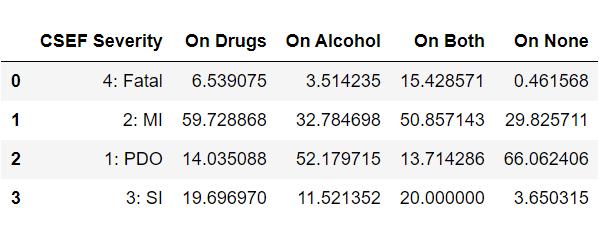 CSEF Severity On Drugs On Alcohol On Both On None
0 4: Fatal 6.539075 3.514235 15.428571 0.461568
1 2: MI 59.728868 32.784698 50.857143 29.825711
2 1: PDO 14.035088 52.179715 13.714286 66.062406
3 3: SI 19.696970 11.521352 20.000000 3.650315